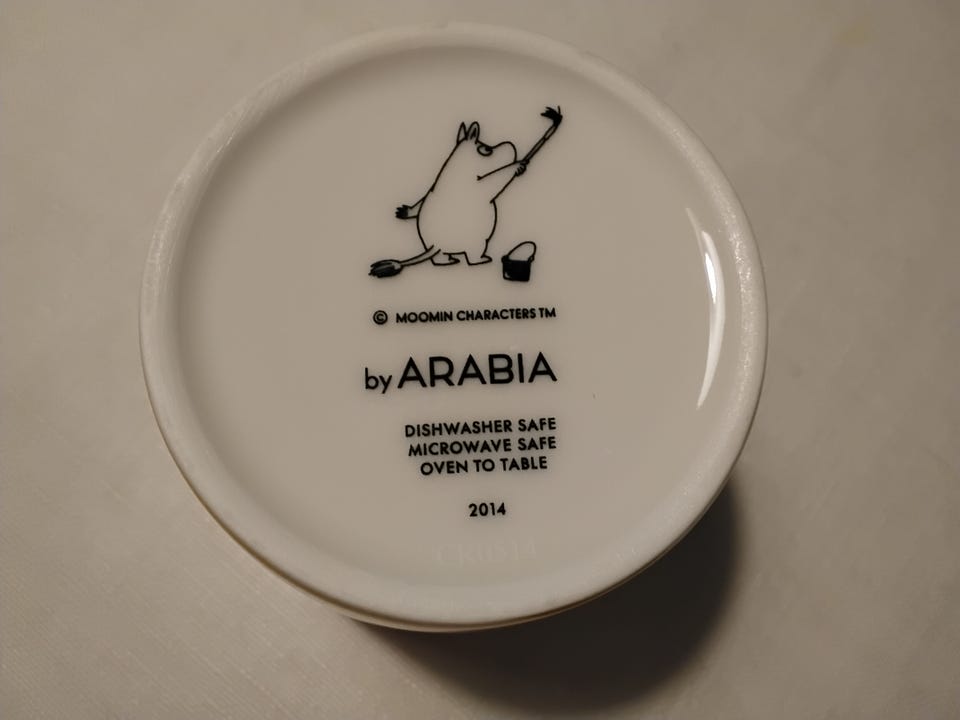 © MOOMIN CHARACTERS TM
by ARABIA
DISHWASHER SAFE
MICROWAVE SAFE
OVEN TO TABLE
2014